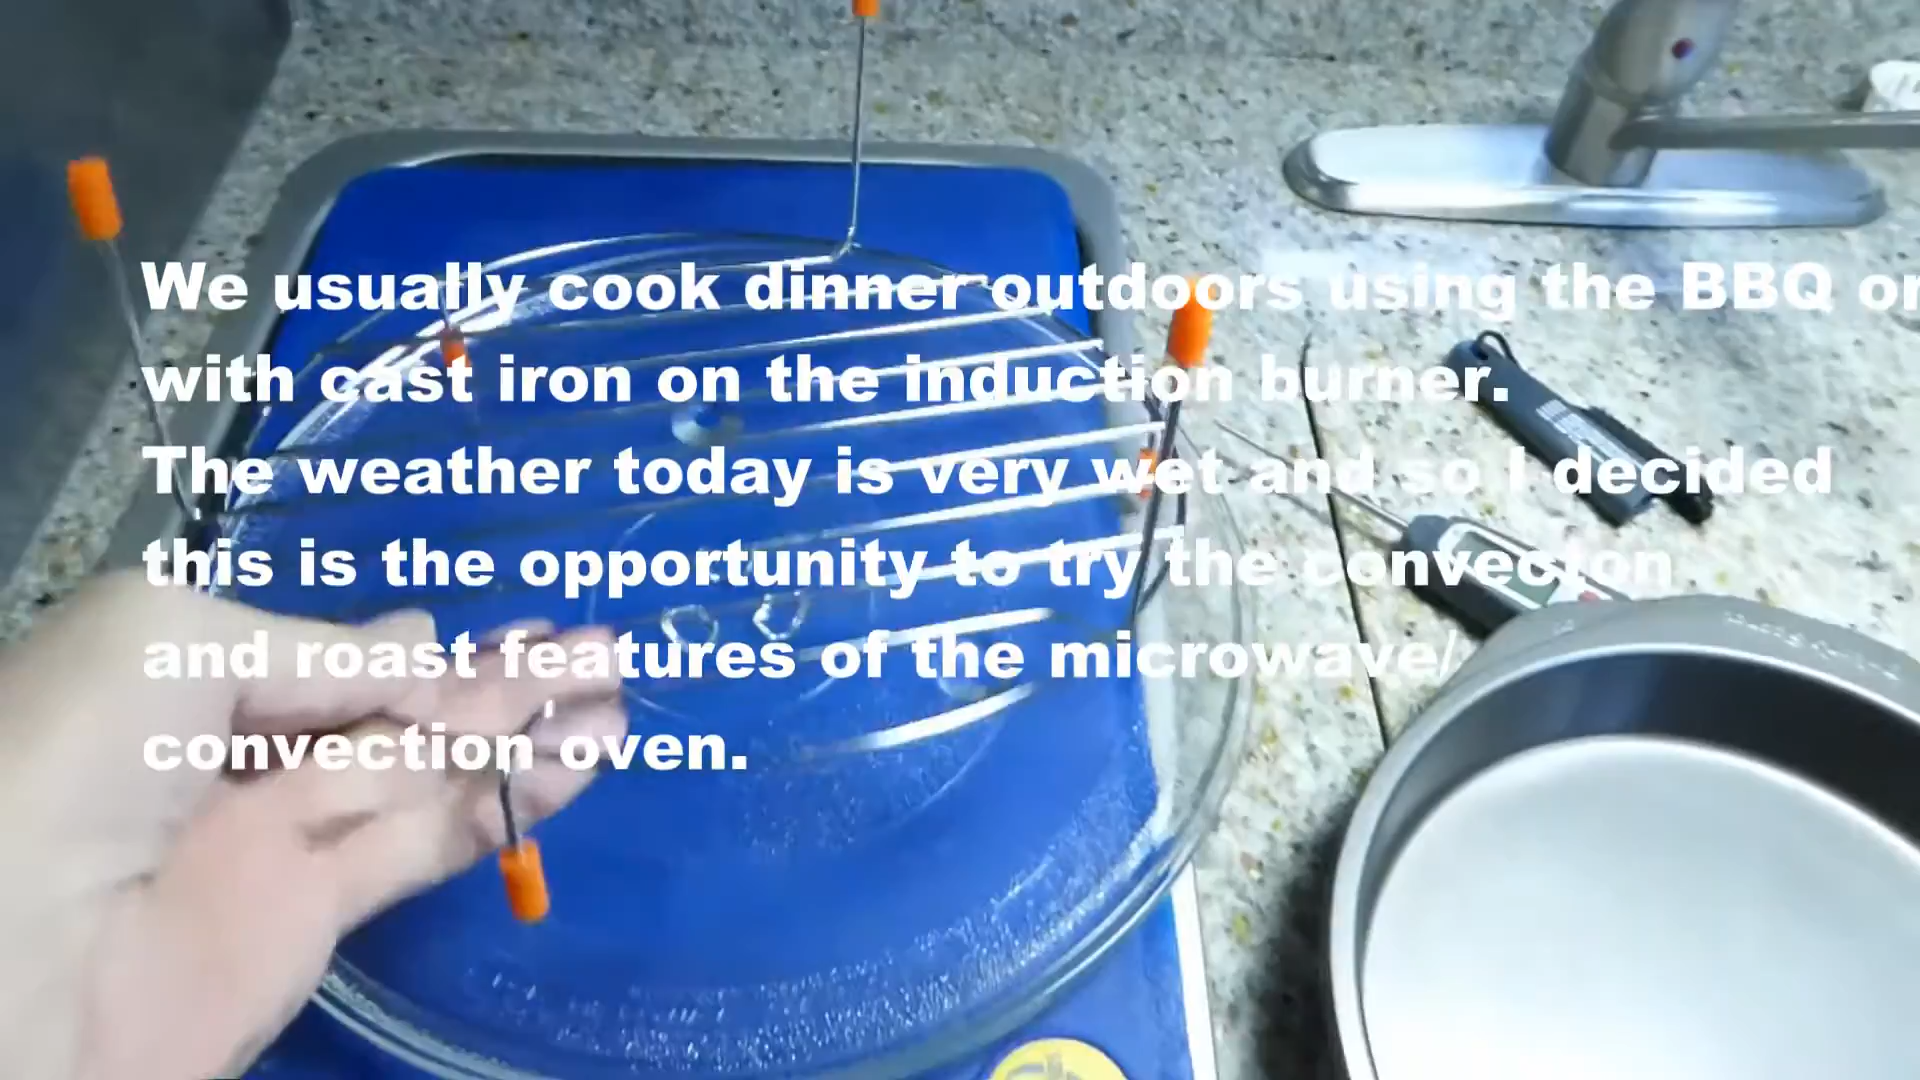 We usually cook dinner outdoors using the BBQ or
with cast iron on the induction burner.
The weather today is very wet and so I decided
this is the opportunity to try the convecton
and roast features of the microwave/
convection oven.